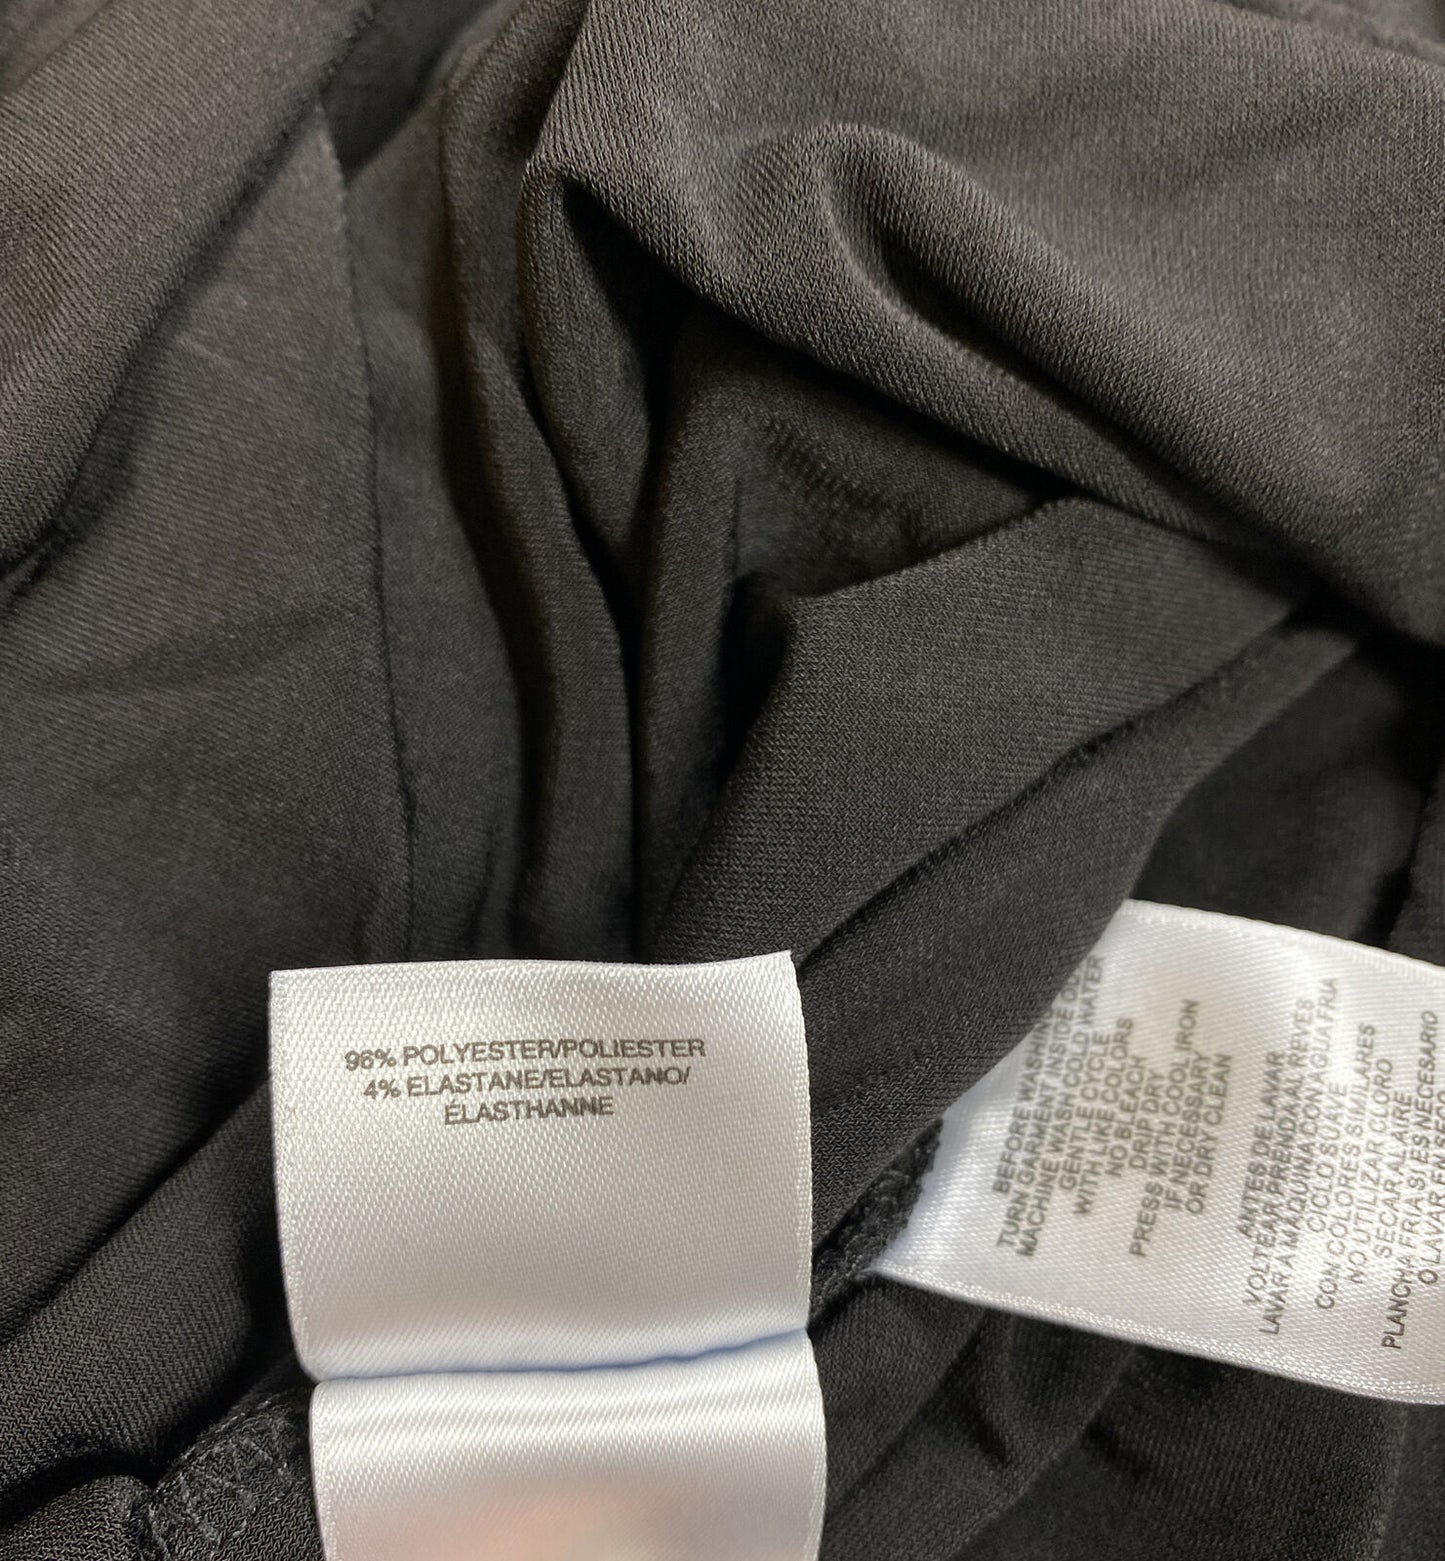 96% POLYESTER/POLIESTER
4% ELASTANE/ELASTANO/
ÉLASTHANNE
BEFORE WASHING
TURN GARMENT INSIDE
MACHINE WASH COLD WATER
GENTLE CYCLE
WITH LIKE COLORS
NO BLEACH
DRIP DRY
PRESS WITH COOL IRON
IF NECESSARY
OR DRY CLEAN
ANTES DE LAVAR
VOLTEAR PRENDA AL REVES
LAVAR A MAQUINA CON AGUA FRIA
CICLO SUAVE
CON COLORES SIMILARES
NO UTILIZAR CLORO
SECAR AL AIRE
PLANCHA FRIA SI ES NECESARIO
O LAVAR EN SECO